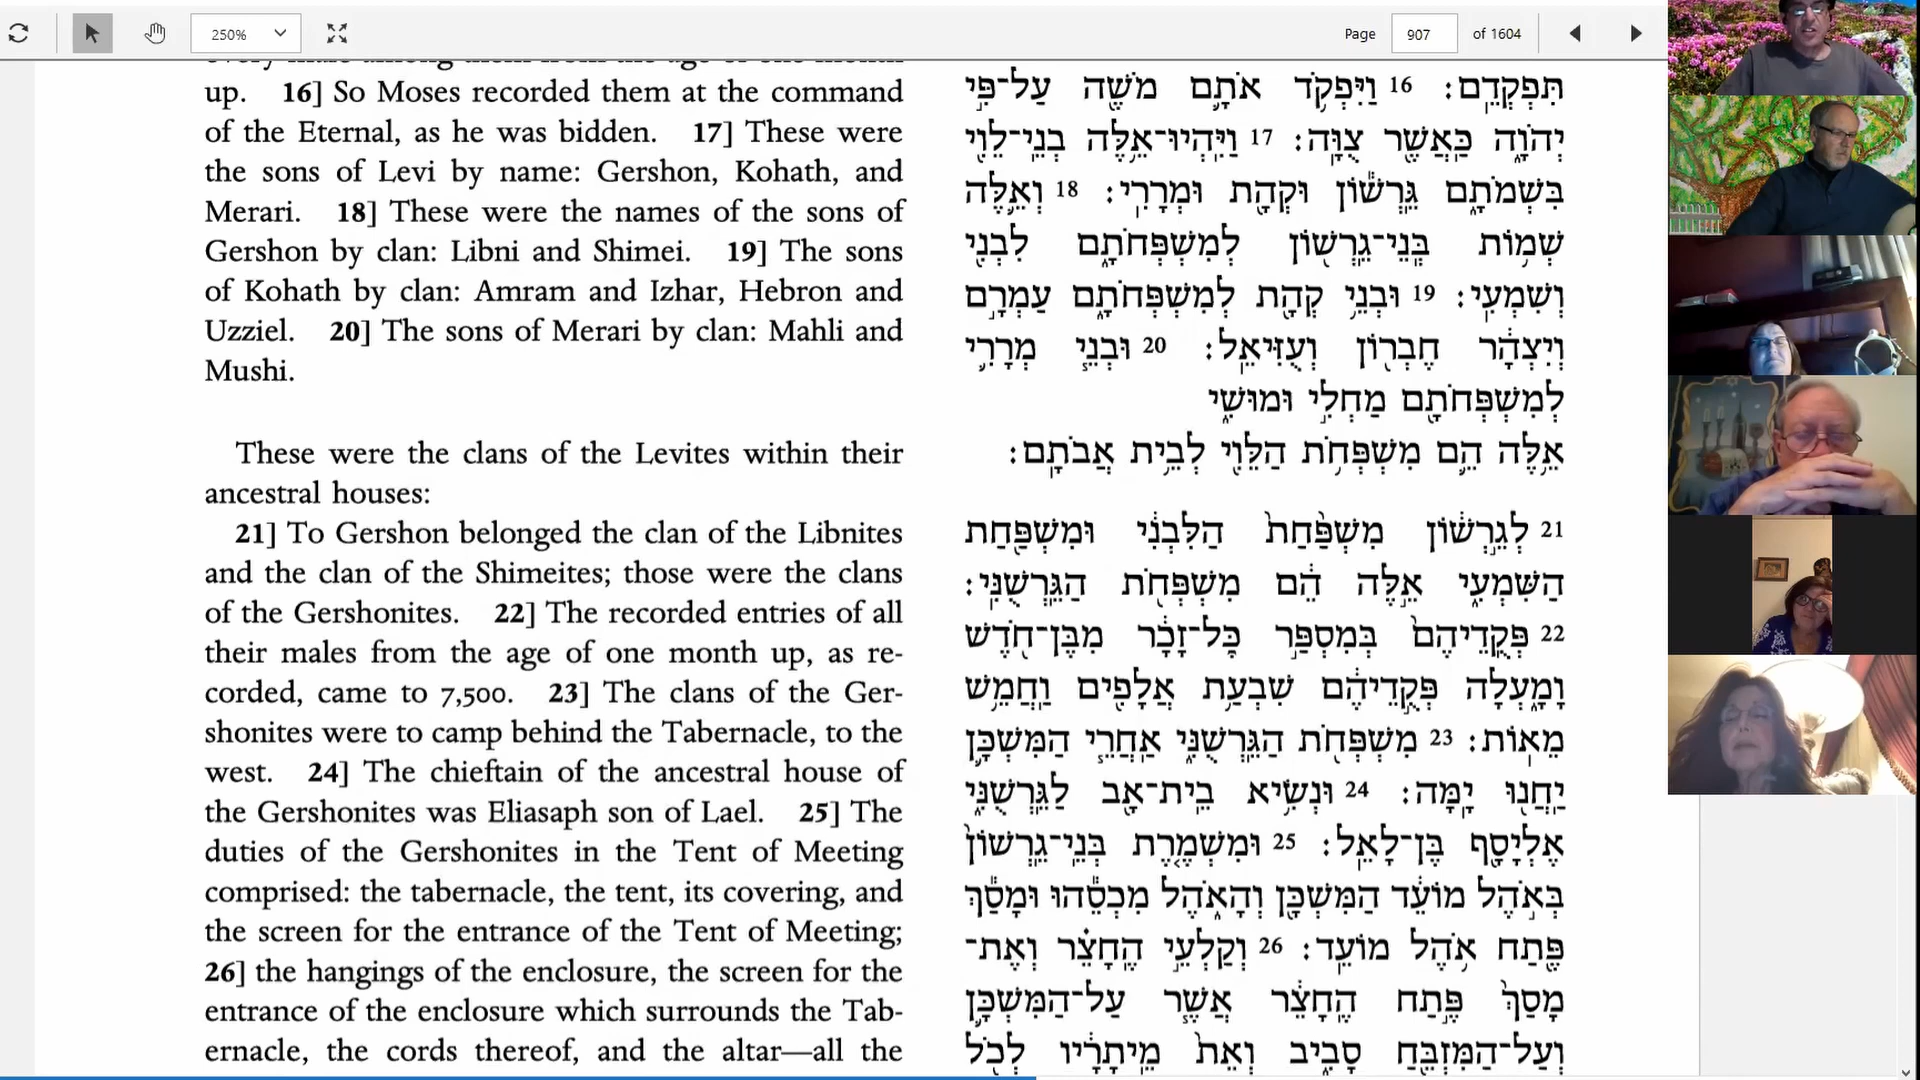 250%
Page 907 of 1604
up. 16] So Moses recorded them at the command
of the Eternal, as he was bidden. 17] These were
the sons of Levi by name: Gershon, Kohath, and
Merari. 18] These were the names of the sons of
Gershon by clan: Libni and Shimei. 19] The sons
of Kohath by clan: Amram and Izhar, Hebron and
Uzziel. 20] The sons of Merari by clan: Mahli and
Mushi.
These were the clans of the Levites within their
ancestral houses:
21] To Gershon belonged the clan of the Libnites
and the clan of the Shimeites; those were the clans
of the Gershonites. 22] The recorded entries of all
their males from the age of one month up, as re-
corded, came to 7,500. 23] The clans of the Ger-
shonites were to camp behind the Tabernacle, to the
west. 24] The chieftain of the ancestral house of
the Gershonites was Eliasaph son of Lael. 25] The
duties of the Gershonites in the Tent of Meeting
comprised: the tabernacle, the tent, its covering, and
the screen for the entrance of the Tent of Meeting;
26] the hangings of the enclosure, the screen for the
entrance of the enclosure which surrounds the Tab-
ernacle, the cords thereof, and the altar—all the
תִּפְקְדֵֽם׃ 16 וַיִּפְקֹ֥ד אֹתָ֛ם מֹשֶׁ֖ה עַל־פִּ֣י
יְהֹוָ֑ה כַּאֲשֶׁ֖ר צֻוָּֽה׃ 17 וַיִּֽהְיוּ־אֵ֥לֶּה בְנֵֽי־לֵוִ֖י
בִּשְׁמֹתָ֑ם גֵּֽרְשׁ֕וֹן וּקְהָ֖ת וּמְרָרִֽי׃ 18 וְאֵ֛לֶּה
שְׁמ֥וֹת בְּֽנֵי־גֵֽרְשׁ֖וֹן לְמִשְׁפְּחֹתָ֑ם לִבְנִ֖י
וְשִׁמְעִֽי׃ 19 וּבְנֵ֥י קְהָ֖ת לְמִשְׁפְּחֹתָ֑ם עַמְרָ֣ם
וְיִצְהָ֔ר חֶבְר֖וֹן וְעֻזִּיאֵֽל׃ 20 וּבְנֵ֧י מְרָרִ֛י
לְמִשְׁפְּחֹתָ֖ם מַחְלִ֣י וּמוּשִׁ֑י
אֵ֥לֶּה הֵ֛ם מִשְׁפְּחֹ֥ת הַלֵּוִ֖י לְבֵ֥ית אֲבֹתָֽם׃
21 לְגֵ֣רְשׁ֔וֹן מִשְׁפַּ֙חַת֙ הַלִּבְנִ֔י וּמִשְׁפַּ֖חַת
הַשִּׁמְעִ֑י אֵ֣לֶּה הֵ֔ם מִשְׁפְּחֹ֖ת הַגֵּֽרְשֻׁנִּֽי׃
22 פְּקֻדֵיהֶם֙ בְּמִסְפַּ֣ר כׇּל־זָכָ֔ר מִבֶּן־חֹ֖דֶשׁ
וָמָ֑עְלָה פְּקֻ֣דֵיהֶ֔ם שִׁבְעַ֥ת אֲלָפִ֖ים וַחֲמֵ֥שׁ
מֵאֽוֹת׃ 23 מִשְׁפְּחֹ֖ת הַגֵּֽרְשֻׁנִּ֑י אַחֲרֵ֧י הַמִּשְׁכָּ֛ן
יַחֲנ֖וּ יָֽמָּה׃ 24 וּנְשִׂ֥יא בֵֽית־אָ֖ב לַגֵּֽרְשֻׁנִּ֑י
אֶלְיָסָ֖ף בֶּן־לָאֵֽל׃ 25 וּמִשְׁמֶ֤רֶת בְּנֵֽי־גֵרְשׁוֹן֙
בְּאֹ֣הֶל מוֹעֵ֔ד הַמִּשְׁכָּ֖ן וְהָאֹ֑הֶל מִכְסֵ֕הוּ וּמָסַ֕ךְ
פֶּ֖תַח אֹ֥הֶל מוֹעֵֽד׃ 26 וְקַלְעֵ֣י הֶֽחָצֵ֗ר וְאֶת־
מָסַךְ֙ פֶּ֣תַח הֶֽחָצֵ֔ר אֲשֶׁ֧ר עַל־הַמִּשְׁכָּ֛ן
וְעַל־הַמִּזְבֵּ֖חַ סָבִ֑יב וְאֵת֙ מֵֽיתָרָ֔יו לְכֹ֖ל